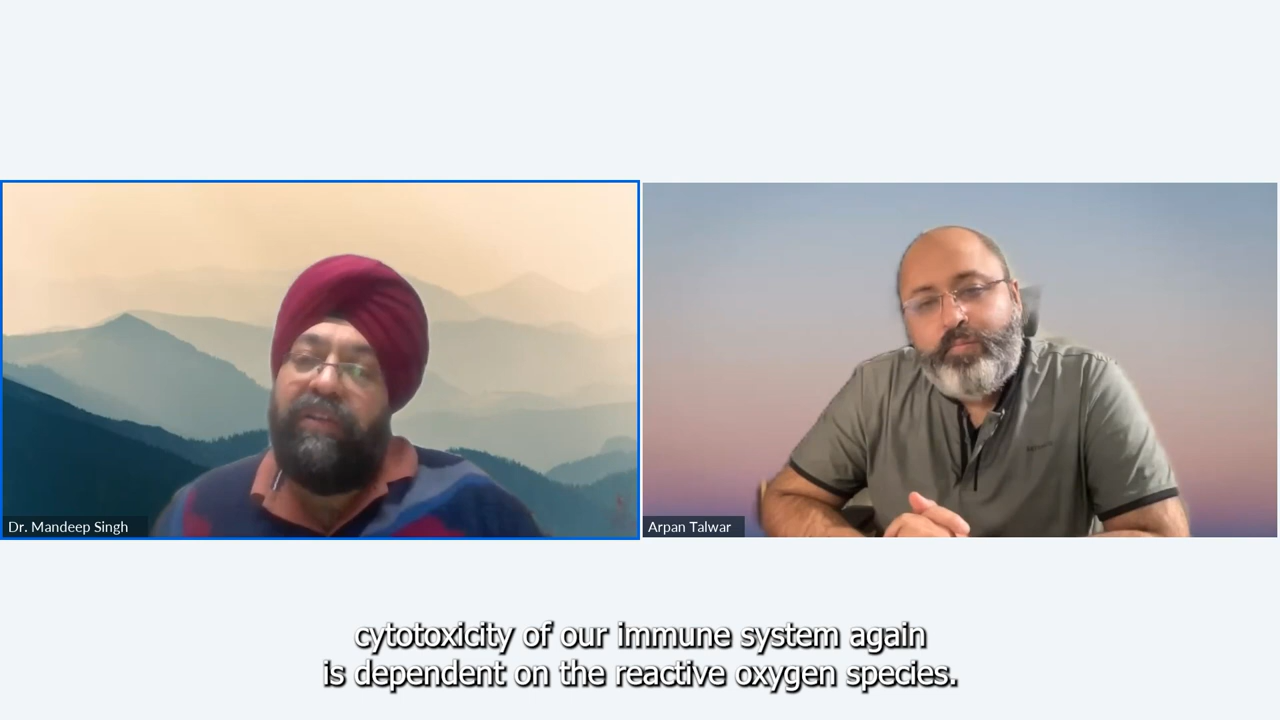 Dr. Mandeep Singh
Arpan Talwar
cytotoxicity of our immune system again
is dependent on the reactive oxygen species.